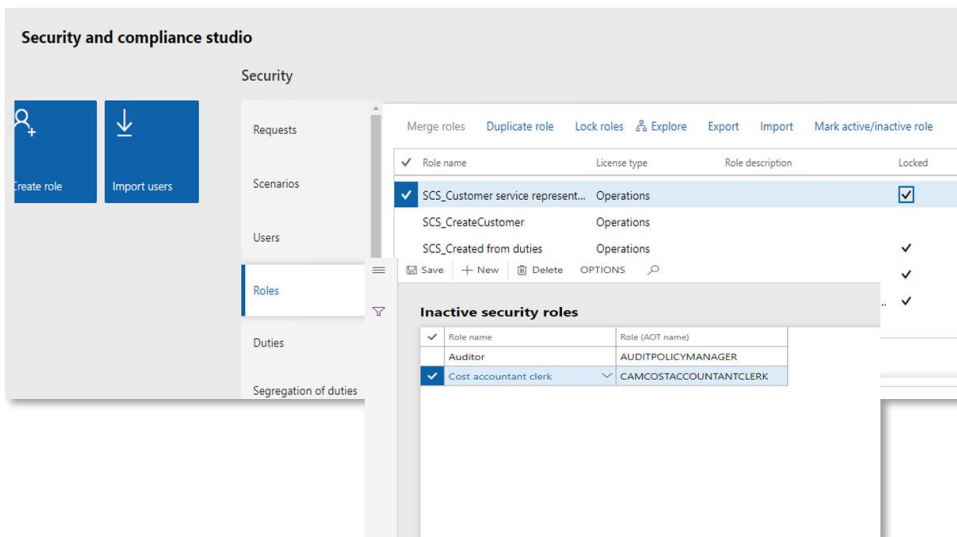 Security and compliance studio
Security
Create role
Import users
Requests
Scenarios
Users
Roles
Duties
Segregation of duties
Merge roles Duplicate role Lock roles Explore Export Import Mark active/inactive role
Role name License type Role description Locked
SCS_Customer service represent... Operations
SCS_CreateCustomer Operations
SCS_Created from duties Operations
..
Save New Delete OPTIONS
Inactive security roles
Role name Role (AOT name)
Auditor AUDITPOLICYMANAGER
Cost accountant clerk CAMCOSTACCOUNTANTCLERK